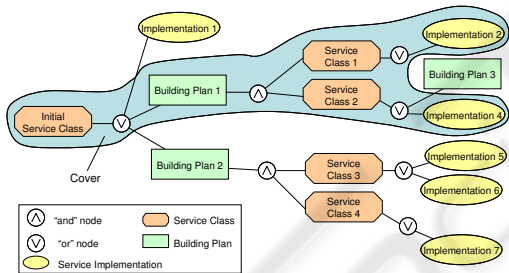 Implementation 1
Implementation 2
Service
Class 1
Building Plan 3
Building Plan 1
∧
∨
Service
Class 2
∨
Implementation 4
Initial
Service Class
∨
Cover
Building Plan 2
∧
Service
Class 3
∨
Implementation 5
Implementation 6
Service
Class 4
∨
Implementation 7
∧ “and” node
Service Class
∨ “or” node
Building Plan
Service Implementation